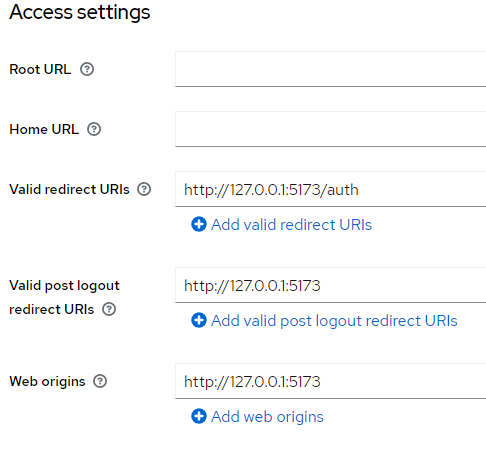 Access settings
Root URL
Home URL
Valid redirect URIs
http://127.0.0.1:5173/auth
Add valid redirect URIs
Valid post logout
redirect URIs
http://127.0.0.1:5173
Add valid post logout redirect URIs
Web origins
http://127.0.0.1:5173
Add web origins